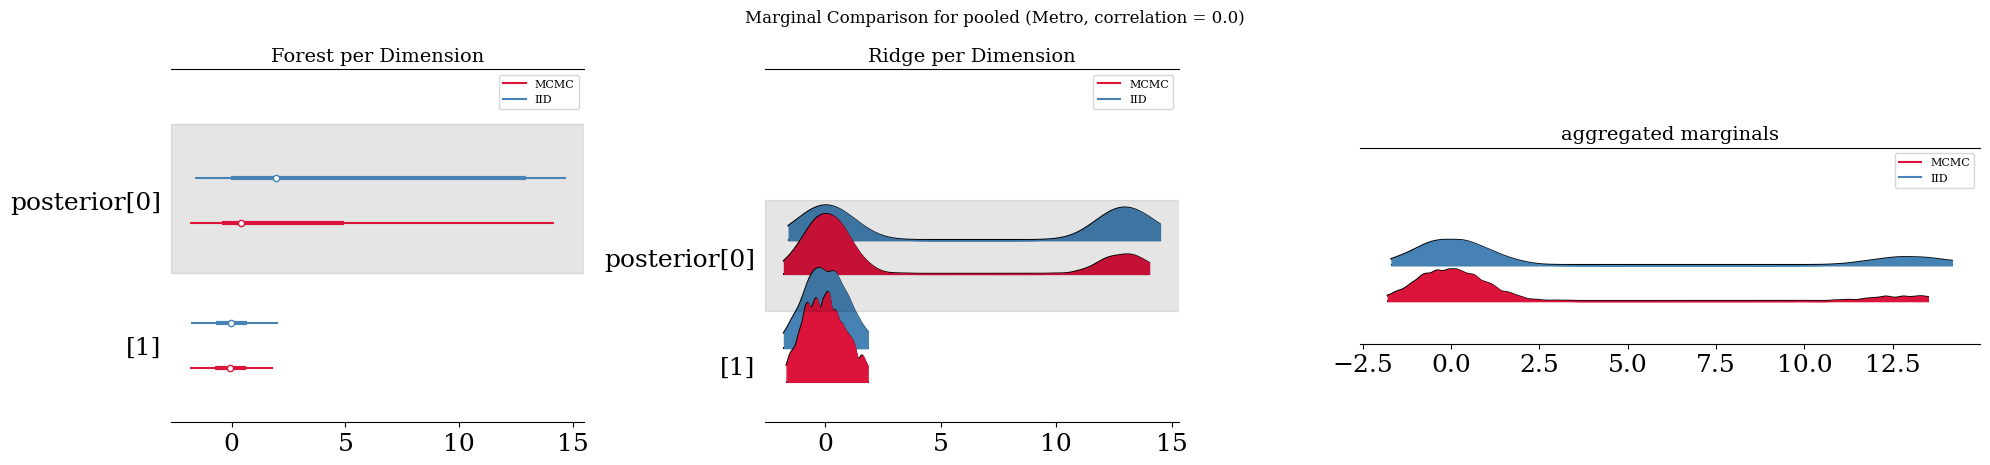 Marginal Comparison for pooled (Metro, correlation = 0.0)
Forest per Dimension
MCMC
IID
posterior[0]
[1]
0 5 10 15
Ridge per Dimension
MCMC
IID
posterior[0]
[1]
0 5 10 15
aggregated marginals
MCMC
IID
−2.5 0.0 2.5 5.0 7.5 10.0 12.5